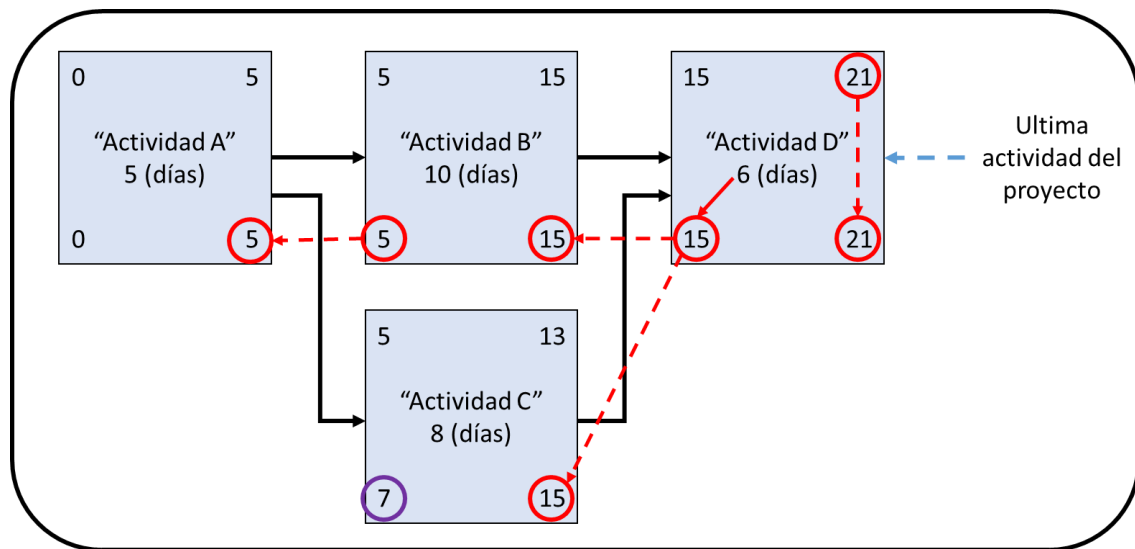 0 5
“Actividad A”
5 (días)
0 5
5 15
“Actividad B”
10 (días)
5 15
15 21
“Actividad D”
6 (días)
15 21
Ultima
actividad del
proyecto
5 13
“Actividad C”
8 (días)
7 15